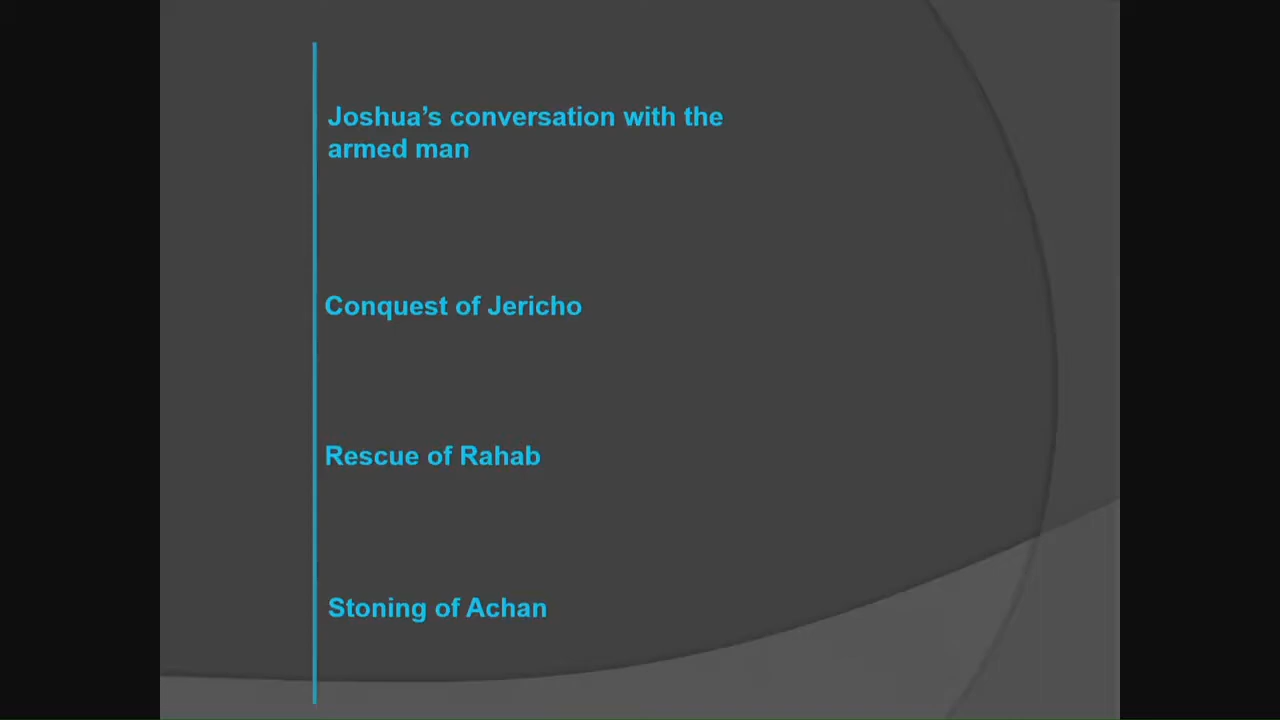 Joshua’s conversation with the
armed man
Conquest of Jericho
Rescue of Rahab
Stoning of Achan